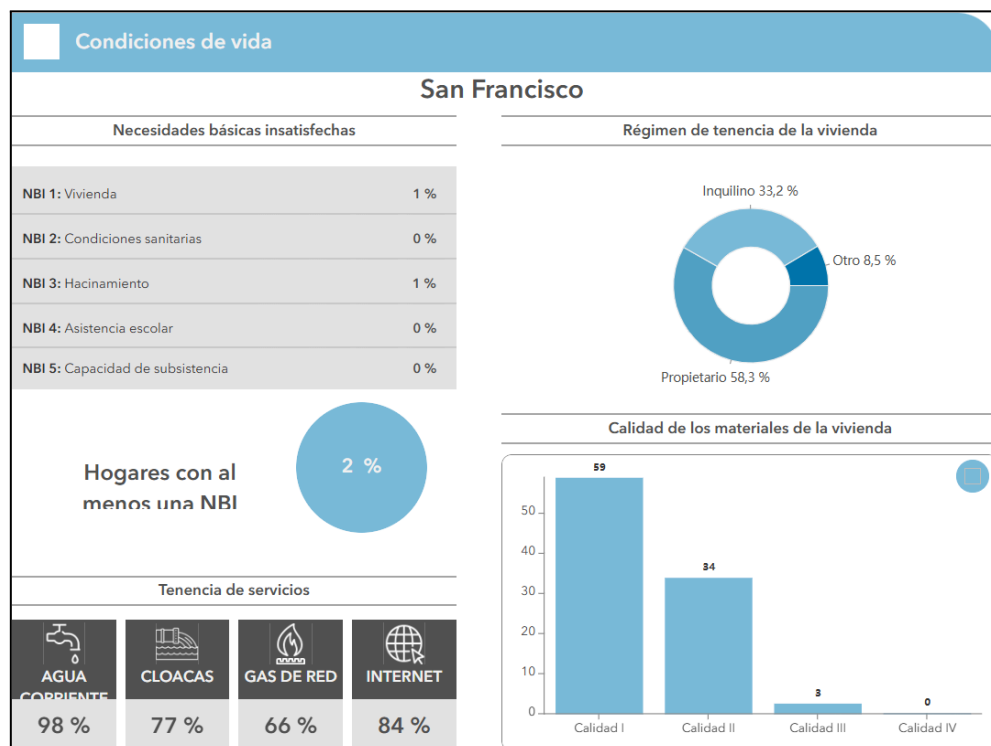 Condiciones de vida
San Francisco
Necesidades básicas insatisfechas
NBI 1: Vivienda 1 %
NBI 2: Condiciones sanitarias 0 %
NBI 3: Hacinamiento 1 %
NBI 4: Asistencia escolar 0 %
NBI 5: Capacidad de subsistencia 0 %
Hogares con al
menos una NBI
2 %
Tenencia de servicios
AGUA
CORRIENTE
98 %
CLOACAS
77 %
GAS DE RED
66 %
INTERNET
84 %
Régimen de tenencia de la vivienda
Inquilino 33,2 %
Otro 8,5 %
Propietario 58,3 %
Calidad de los materiales de la vivienda
59
34
3
0
50
40
30
20
10
0
Calidad I
Calidad II
Calidad III
Calidad IV